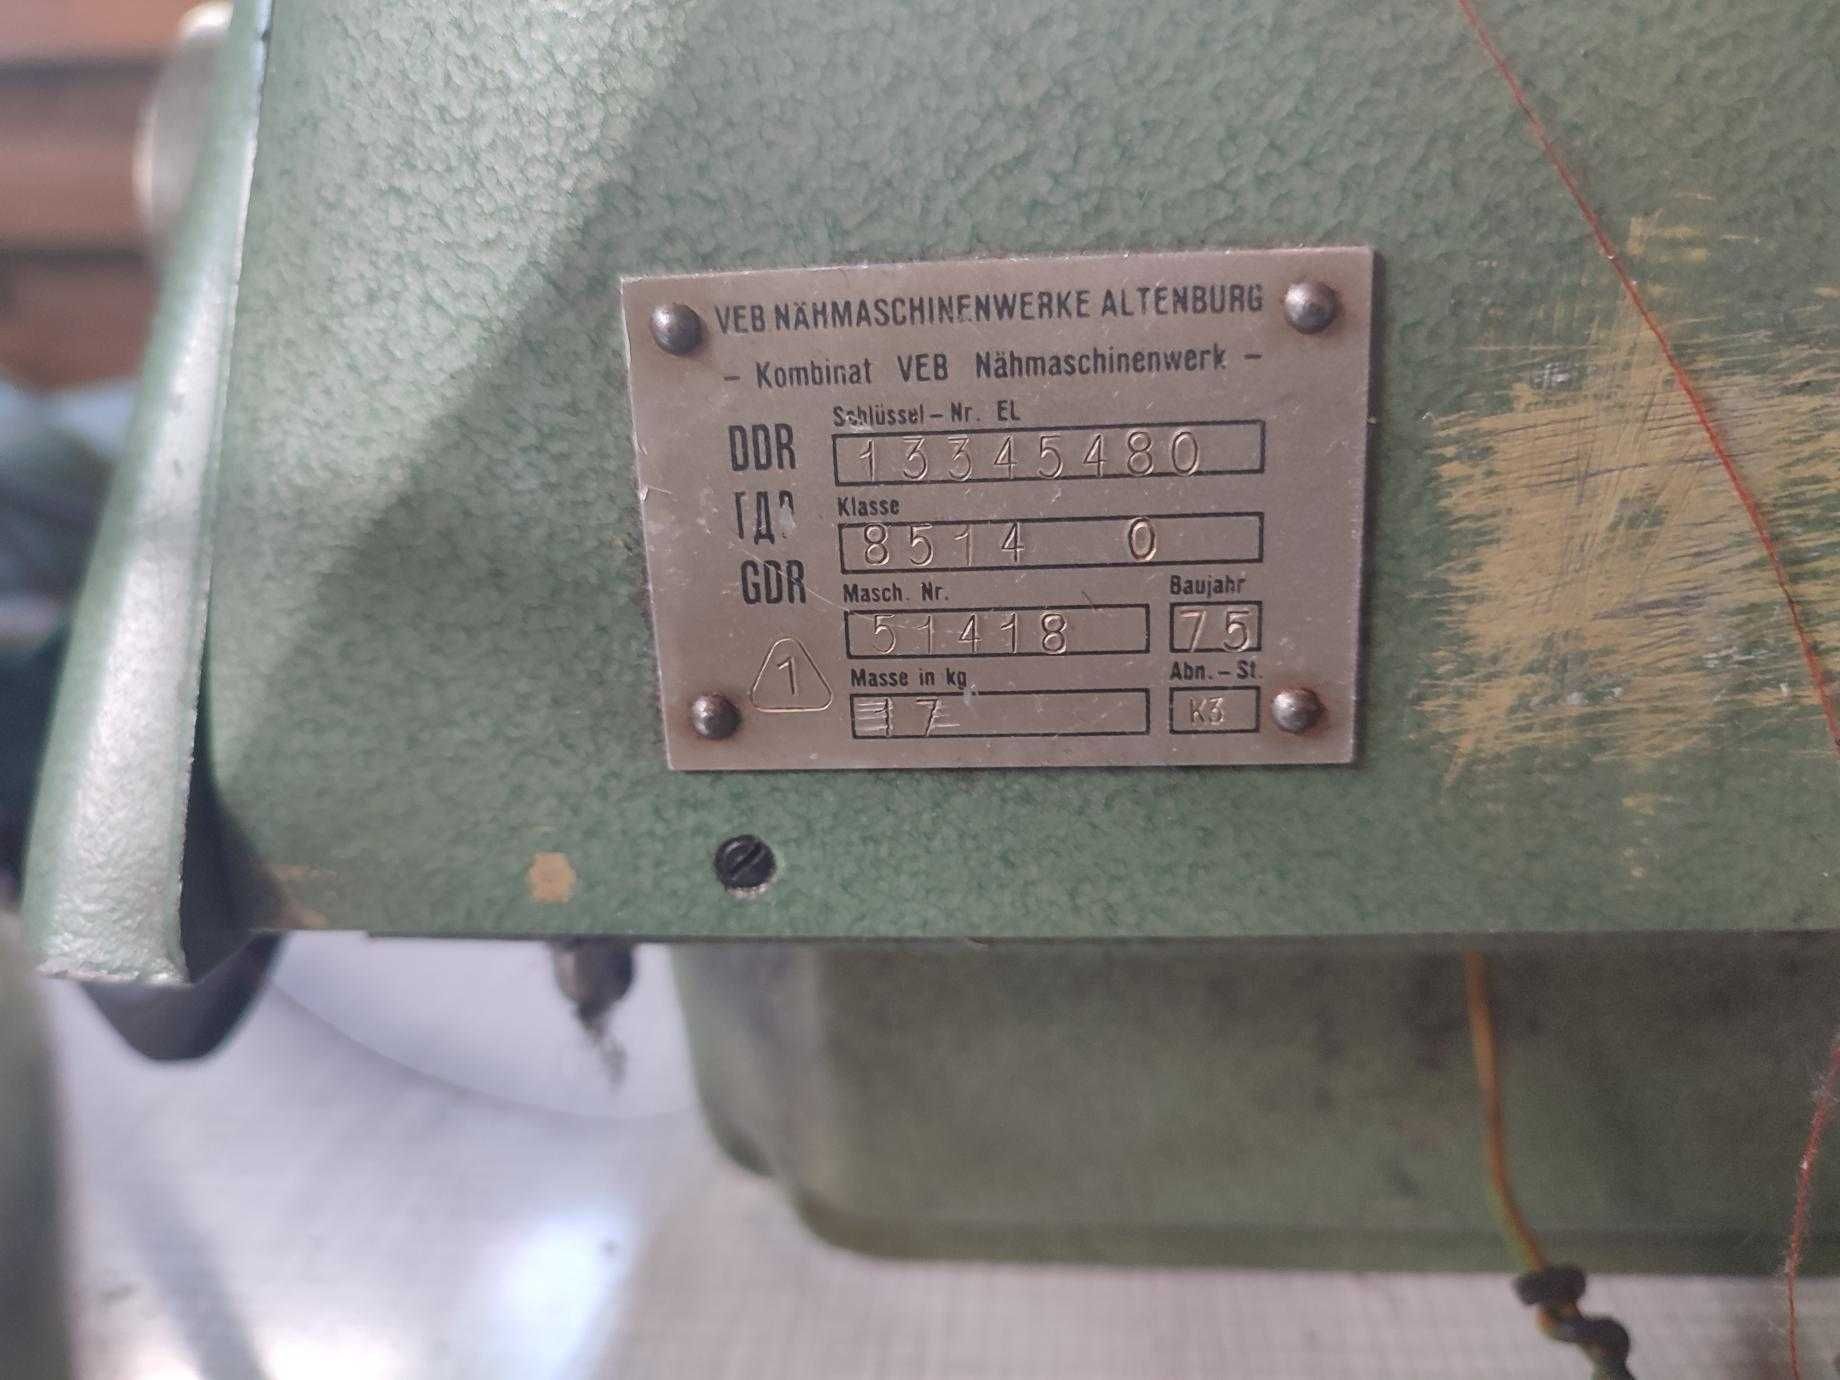 VEB NÄHMASCHINENWERKE ALTENBURG
– Kombinat VEB Nähmaschinenwerk –
Schlüssel – Nr. EL
DDR 13345480
Klasse
8514 0
GDR
Masch. Nr. Baujahr
51418 75
1
Masse in kg Abn. – St.
17 K3